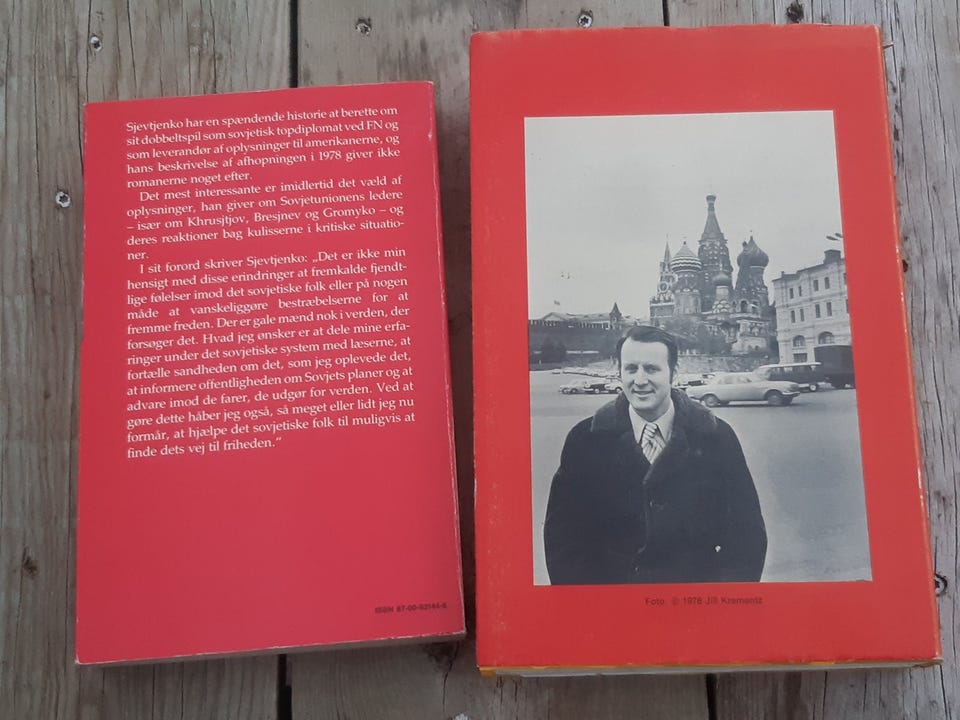 Sjevtjenko har en spændende historie at berette om
sit dobbeltspil som sovjetisk topdiplomat ved FN og
som leverandør af oplysninger til amerikanerne, og
hans beskrivelse af afhopningen i 1978 giver ikke
romanerne noget efter.
Det mest interessante er imidlertid det væld af
oplysninger, han giver om Sovjetunionens ledere
– især om Khrusjtjov, Bresjnev og Gromyko – og
deres reaktioner bag kulisserne i kritiske situatio-
ner.
I sit forord skriver Sjevtjenko: „Det er ikke min
hensigt med disse erindringer at fremkalde fjendt-
lige følelser imod det sovjetiske folk eller på nogen
måde at vanskeliggøre bestræbelserne for at
fremme freden. Der er gale mænd nok i verden, der
forsøger det. Hvad jeg ønsker er at dele mine erfa-
ringer under det sovjetiske system med læserne, at
fortælle sandheden om det, som jeg oplevede det,
at informere offentligheden om Sovjets planer og at
advare imod de farer, de udgør for verden. Ved at
gøre dette håber jeg også, så meget eller lidt jeg nu
formår, at hjælpe det sovjetiske folk til muligvis at
finde dets vej til friheden.”
ISBN
Foto: © 1976 Jill Krementz